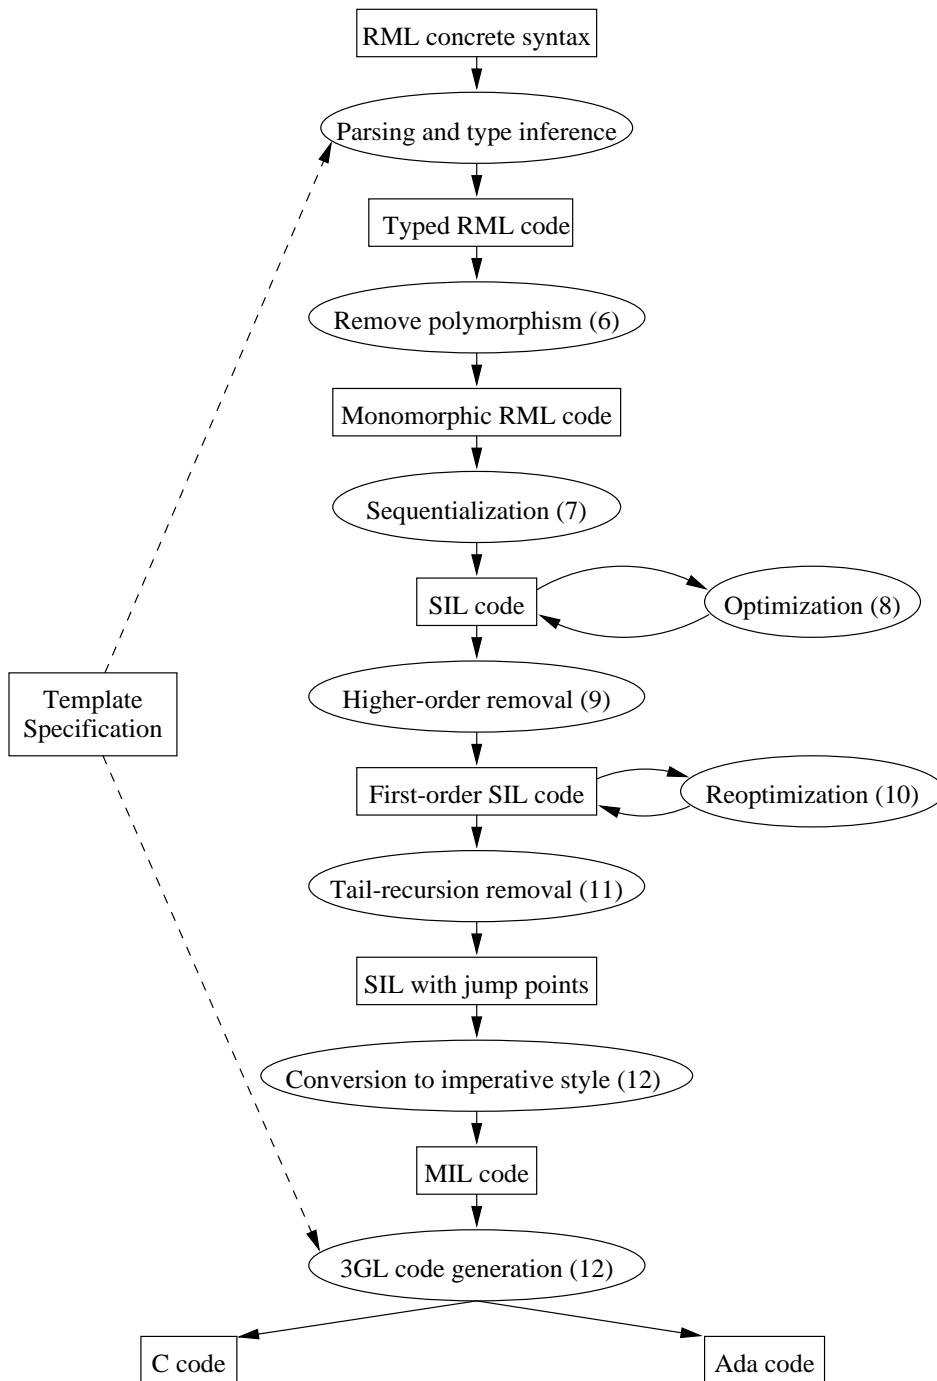 RML concrete syntax
Parsing and type inference
Typed RML code
Remove polymorphism (6)
Monomorphic RML code
Sequentialization (7)
SIL code
Optimization (8)
Higher-order removal (9)
Template
Specification
First-order SIL code
Reoptimization (10)
Tail-recursion removal (11)
SIL with jump points
Conversion to imperative style (12)
MIL code
3GL code generation (12)
C code
Ada code